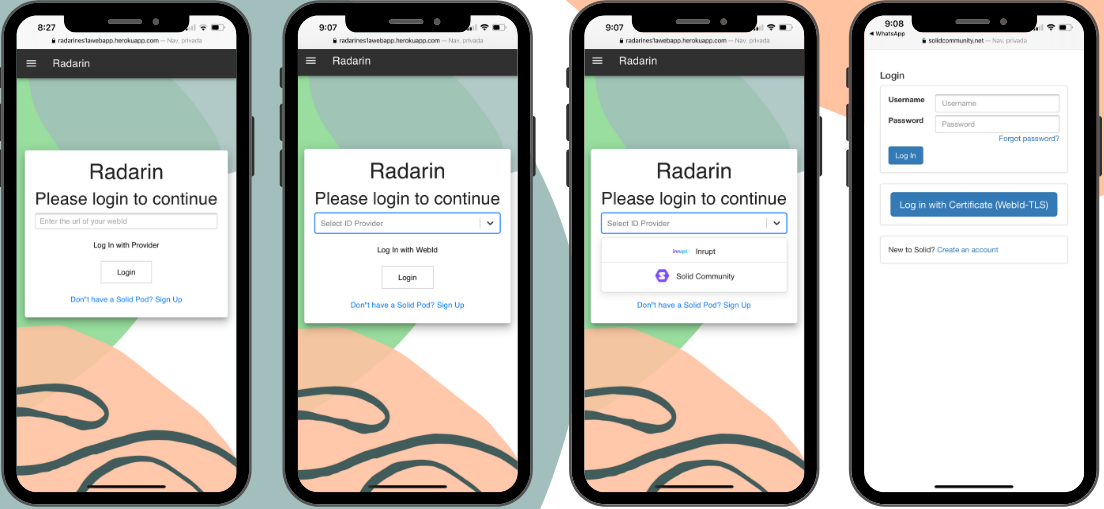 8:27
radarines1awebapp.herokuapp.com — Nav. privada
Radarin
Radarin
Please login to continue
Enter the url of your webId
Log In with Provider
Login
Don"t have a Solid Pod? Sign Up
9:07
radarines1awebapp.herokuapp.com — Nav. privada
Radarin
Radarin
Please login to continue
Select ID Provider
Log In with WebId
Login
Don"t have a Solid Pod? Sign Up
9:07
radarines1awebapp.herokuapp.com — Nav. privada
Radarin
Radarin
Please login to continue
Select ID Provider
inrupt Inrupt
Solid Community
Don"t have a Solid Pod? Sign Up
9:08
WhatsApp
solidcommunity.net — Nav. privada
Login
Username Username
Password Password
Forgot password?
Log In
Log in with Certificate (WebId-TLS)
New to Solid? Create an account